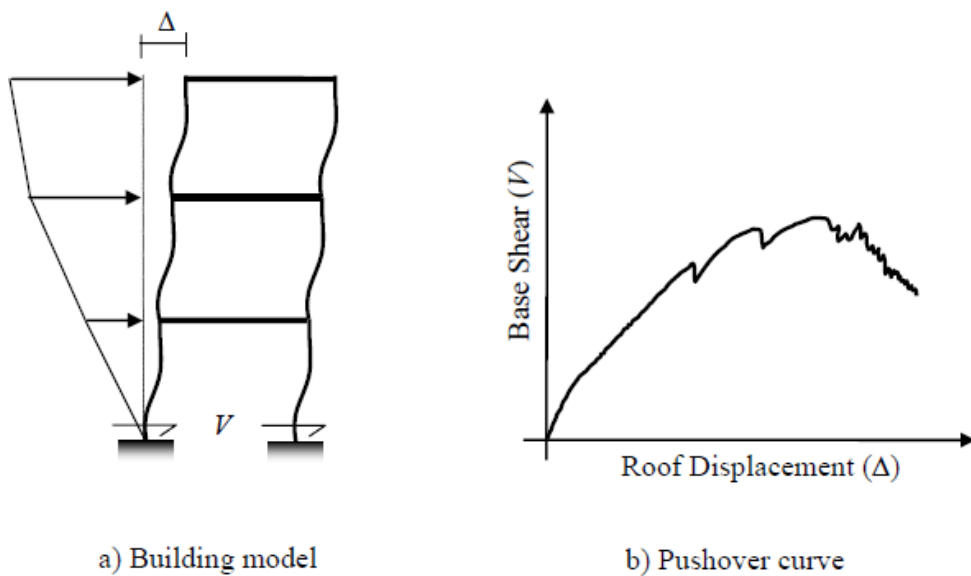 Δ
V
a) Building model
Base Shear (V)
Roof Displacement (Δ)
b) Pushover curve